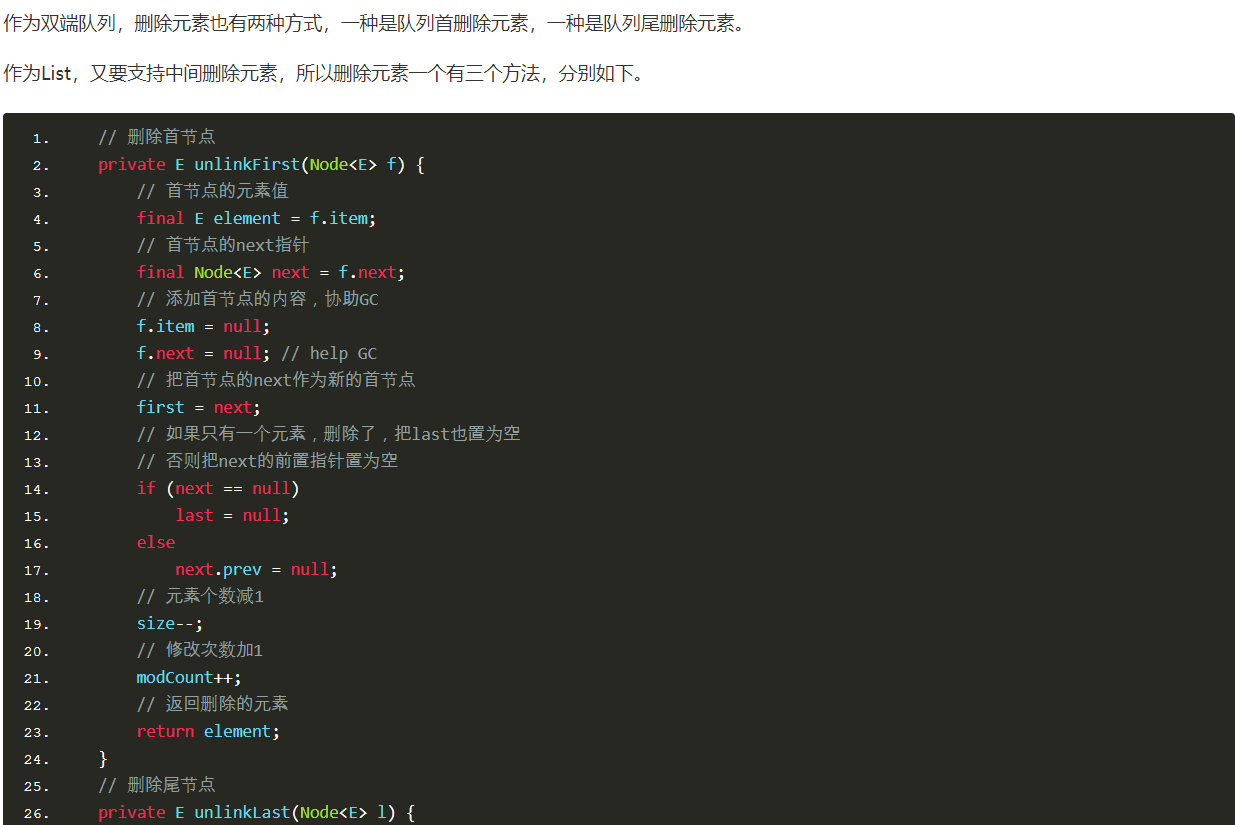 作为双端队列，删除元素也有两种方式，一种是队列首删除元素，一种是队列尾删除元素。
作为List，又要支持中间删除元素，所以删除元素一个有三个方法，分别如下。
1. // 删除首节点
2. private E unlinkFirst(Node<E> f) {
3. // 首节点的元素值
4. final E element = f.item;
5. // 首节点的next指针
6. final Node<E> next = f.next;
7. // 添加首节点的内容，协助GC
8. f.item = null;
9. f.next = null; // help GC
10. // 把首节点的next作为新的首节点
11. first = next;
12. // 如果只有一个元素，删除了，把last也置为空
13. // 否则把next的前置指针置为空
14. if (next == null)
15. last = null;
16. else
17. next.prev = null;
18. // 元素个数减1
19. size--;
20. // 修改次数加1
21. modCount++;
22. // 返回删除的元素
23. return element;
24. }
25. // 删除尾节点
26. private E unlinkLast(Node<E> l) {